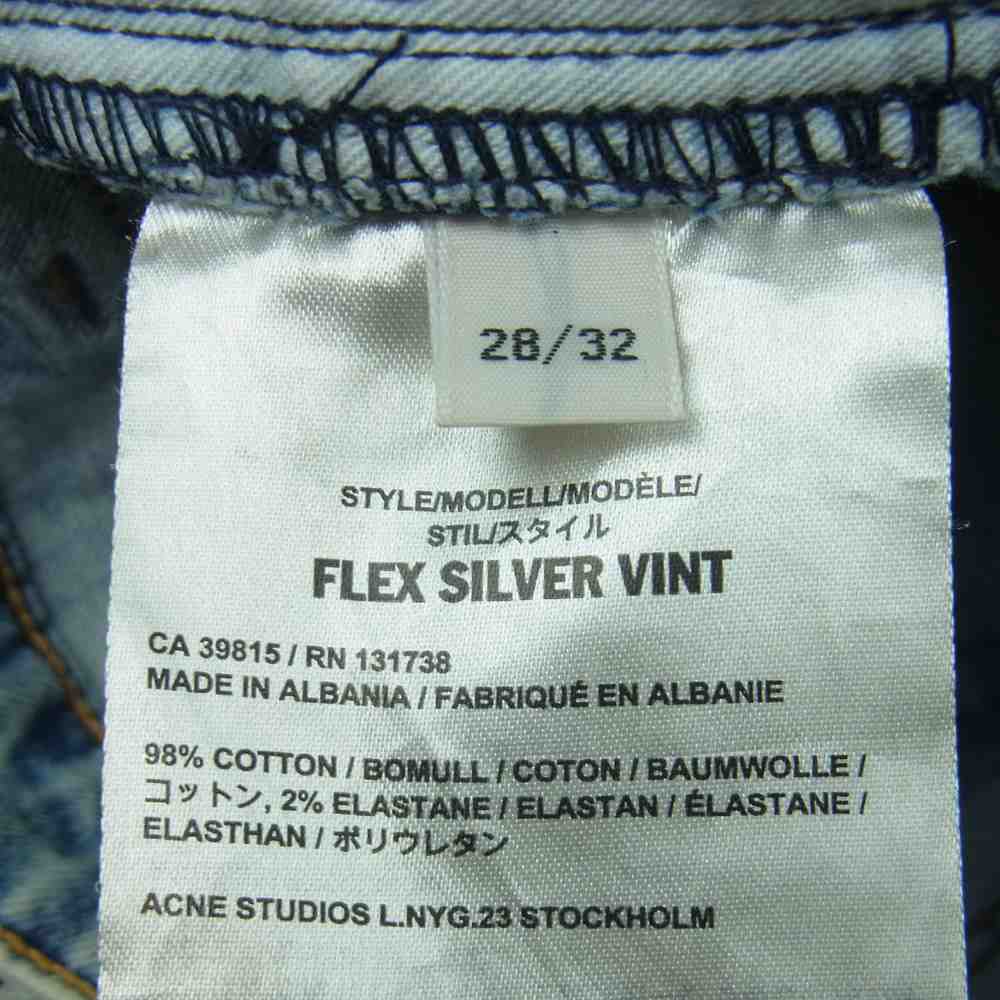 28/32
STYLE/MODELL/MODÈLE/
STIL/スタイル
FLEX SILVER VINT
CA 39815 / RN 131738
MADE IN ALBANIA / FABRIQUÉ EN ALBANIE
98% COTTON / BOMULL / COTON / BAUMWOLLE /
コットン, 2% ELASTANE / ELASTAN / ÉLASTANE /
ELASTHAN / ポリウレタン
ACNE STUDIOS L.NYG.23 STOCKHOLM